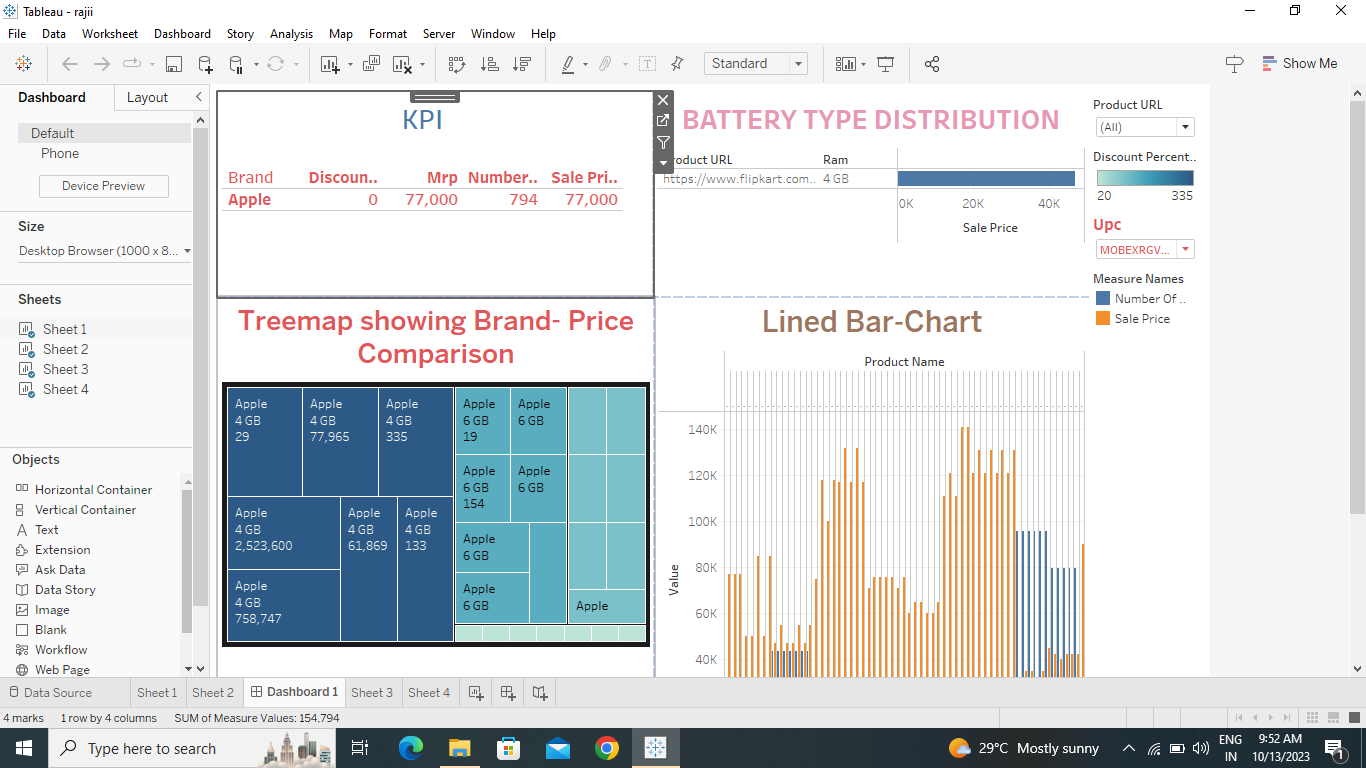 Tableau - rajii
File Data Worksheet Dashboard Story Analysis Map Format Server Window Help
Standard
Show Me
Dashboard Layout
Default
Phone
Device Preview
Size
Desktop Browser (1000 x 8...
Sheets
Sheet 1
Sheet 2
Sheet 3
Sheet 4
Objects
Horizontal Container
Vertical Container
Text
Extension
Ask Data
Data Story
Image
Blank
Workflow
Web Page
KPI
Brand Discoun.. Mrp Number.. Sale Pri..
Apple 0 77,000 794 77,000
BATTERY TYPE DISTRIBUTION
roduct URL Ram
https://www.flipkart.com.. 4 GB
0K 20K 40K
Sale Price
Product URL
(All)
Discount Percent..
20 335
Upc
MOBEXRGV...
Measure Names
Number Of ..
Sale Price
Treemap showing Brand- Price
Comparison
Apple
4 GB
29
Apple
4 GB
77,965
Apple
4 GB
335
Apple
4 GB
2,523,600
Apple
4 GB
61,869
Apple
4 GB
133
Apple
4 GB
758,747
Apple
6 GB
19
Apple
6 GB
Apple
6 GB
154
Apple
6 GB
Apple
6 GB
Apple
6 GB
Apple
Lined Bar-Chart
Product Name
140K
120K
100K
80K
60K
40K
Value
Data Source Sheet 1 Sheet 2 Dashboard 1 Sheet 3 Sheet 4
4 marks 1 row by 4 columns SUM of Measure Values: 154,794
Type here to search
29°C Mostly sunny
ENG
IN
9:52 AM
10/13/2023
1